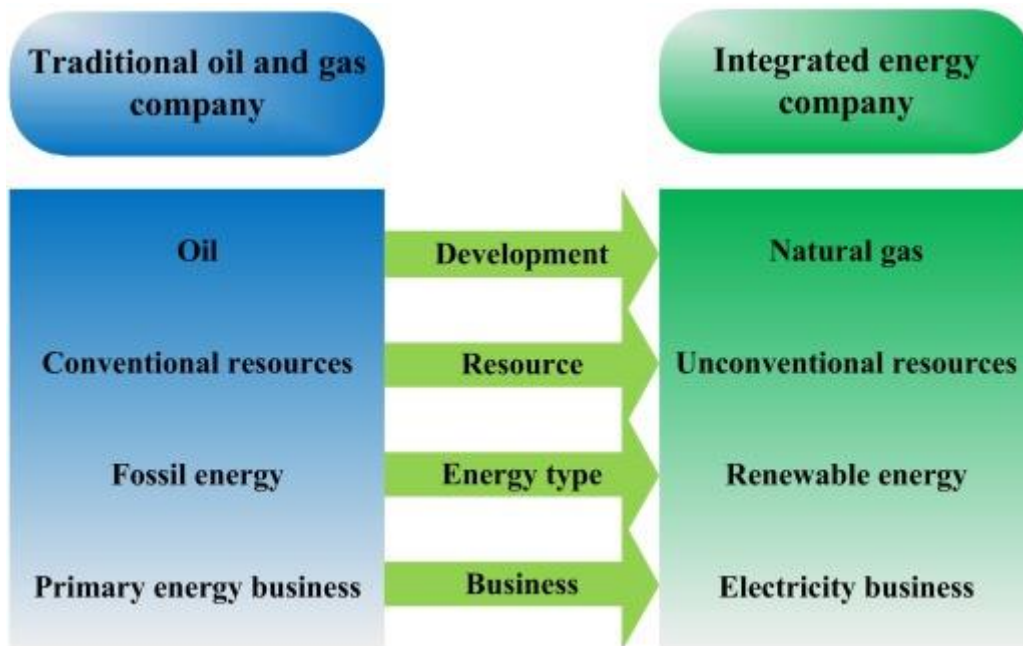 Traditional oil and gas
company
Integrated energy
company
Oil
Development
Natural gas
Conventional resources
Resource
Unconventional resources
Fossil energy
Energy type
Renewable energy
Primary energy business
Business
Electricity business